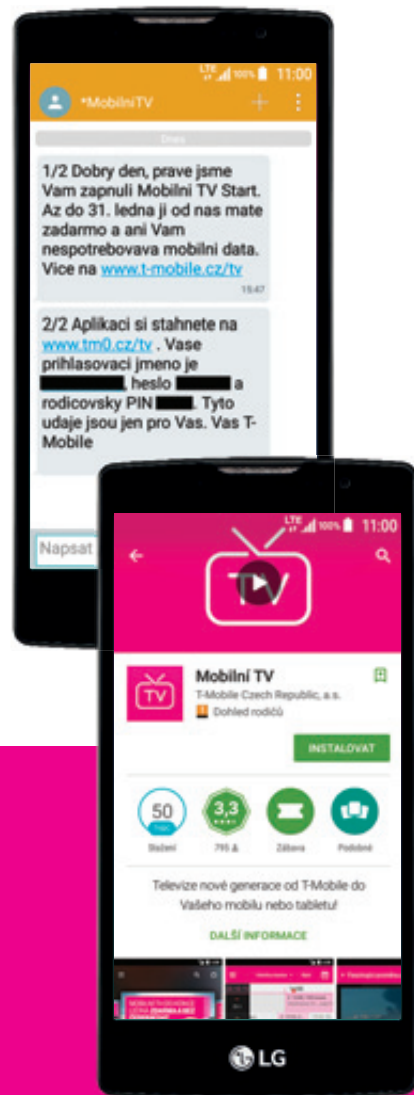 LTE 100% 11:00
*MobilniTV
Dnes
1/2 Dobry den, prave jsme
Vam zapnuli Mobilni TV Start.
Az do 31. ledna ji od nas mate
zadarmo a ani Vam
nespotrebovava mobilni data.
Vice na www.t-mobile.cz/tv
15:47
2/2 Aplikaci si stahnete na
www.tm0.cz/tv . Vase
prihlasovaci jmeno je
, heslo a
rodicovsky PIN . Tyto
udaje jsou jen pro Vas. Vas T-
Mobile
Napsat
LTE 100% 11:00
TV
TV
Mobilní TV
T-Mobile Czech Republic, a.s.
Dohled rodičů
INSTALOVAT
50
3,3
Stažení
795
Zábava
Podobné
Televize nové generace od T-Mobile do
Vašeho mobilu nebo tabletu!
DALŠÍ INFORMACE
LG